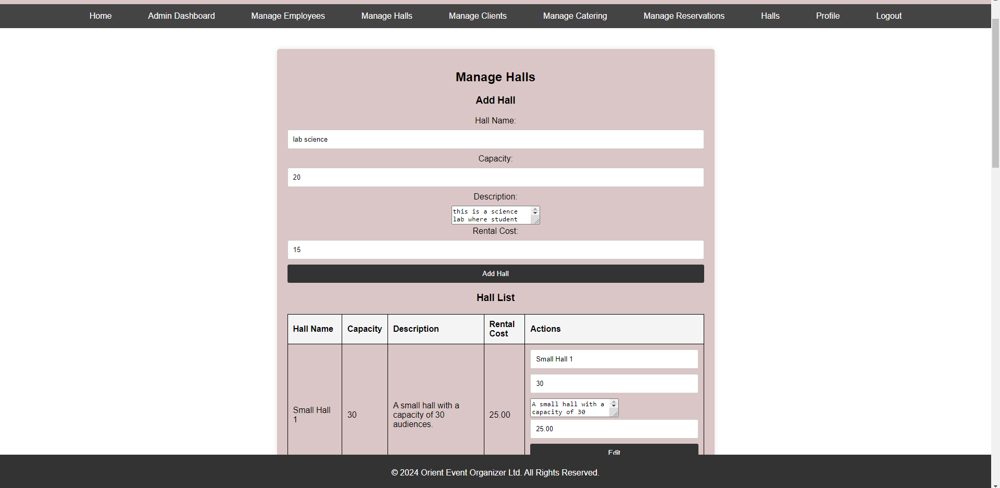 Home Admin Dashboard Manage Employees Manage Halls Manage Clients Manage Catering Manage Reservations Halls Profile Logout
Manage Halls
Add Hall
Hall Name:
lab science
Capacity:
20
Description:
this is a science
lab where student
Rental Cost:
15
Add Hall
Hall List
Hall Name Capacity Description Rental Cost Actions
Small Hall 1
30
A small hall with a
capacity of 30
audiences.
25.00
Small Hall 1
30
A small hall with a
capacity of 30
25.00
Edit
© 2024 Orient Event Organizer Ltd. All Rights Reserved.